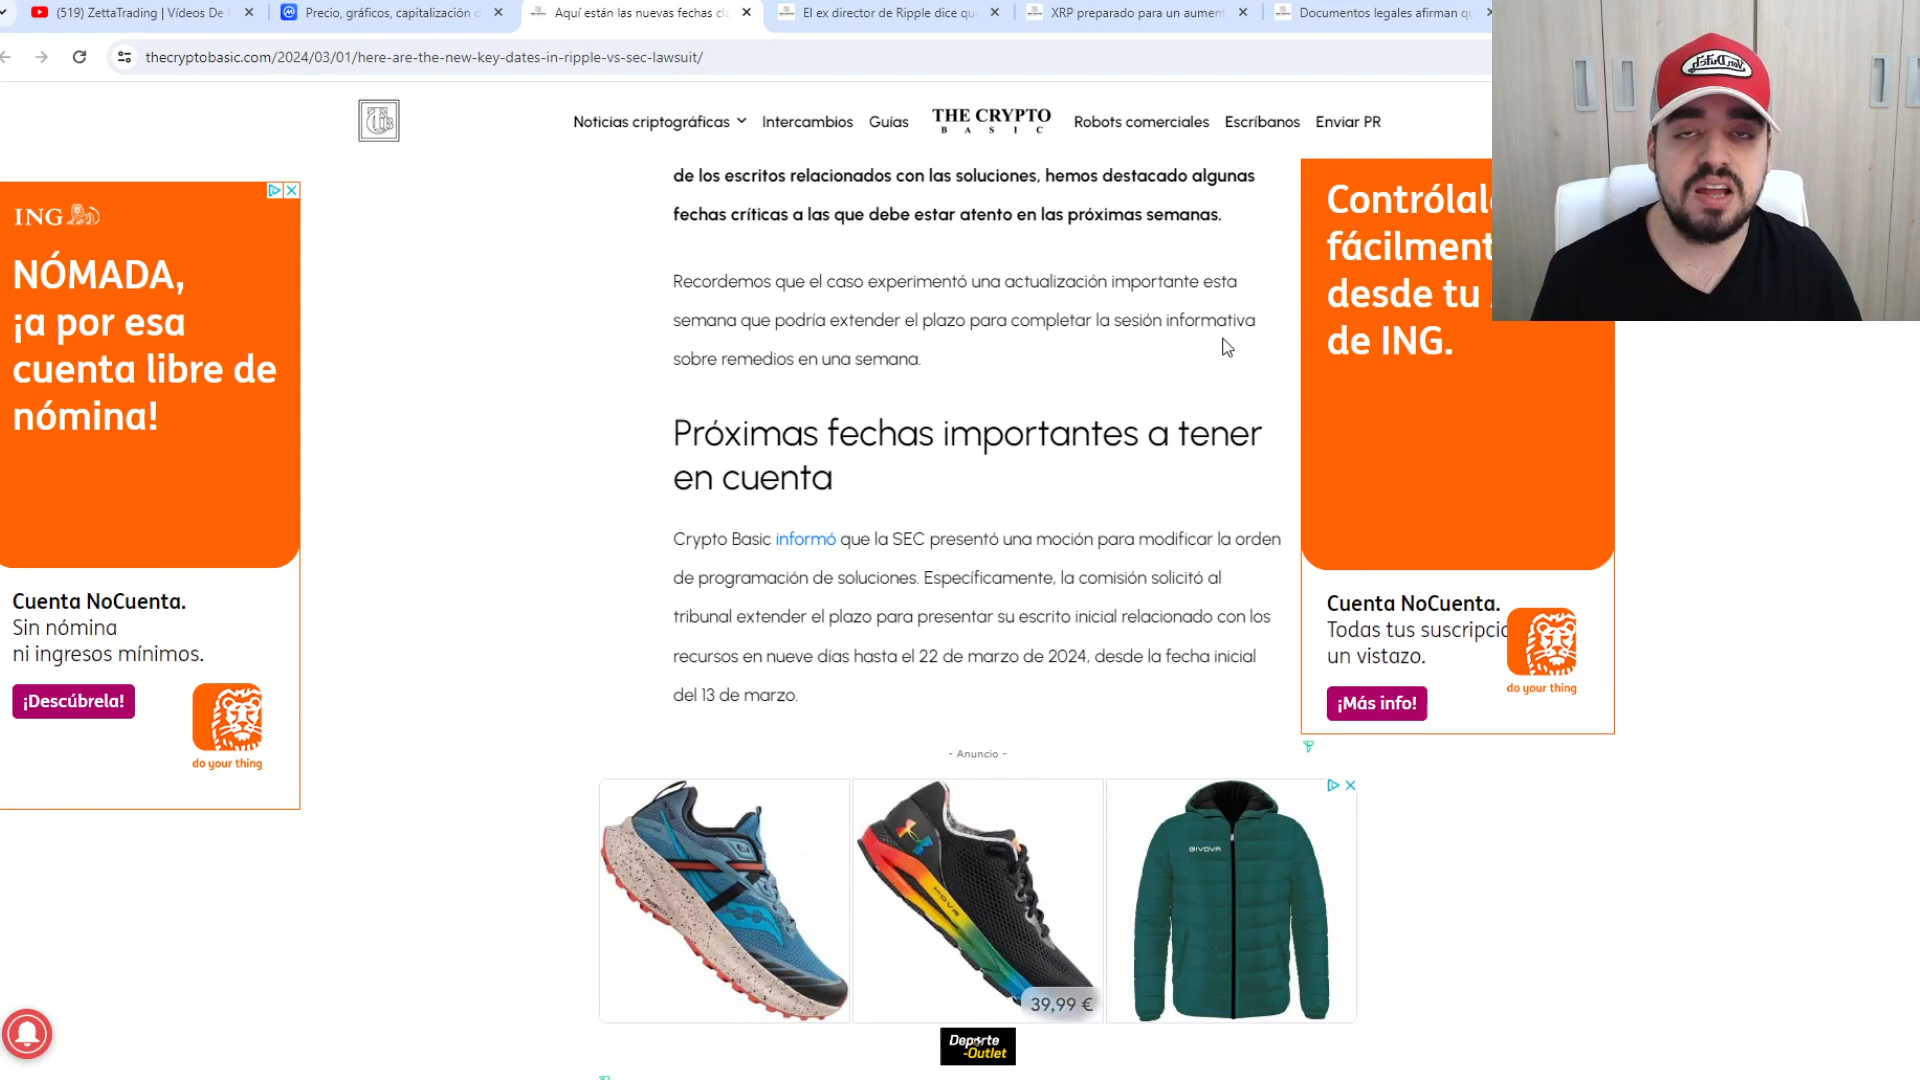 (519) ZettaTrading | Vídeos De
Precio, gráficos, capitalización
Aquí están las nuevas fechas
El ex director de Ripple dice
XRP preparado para un
Documentos legales afirman
thecryptobasic.com/2024/03/01/here-are-the-new-key-dates-in-ripple-vs-sec-lawsuit/
Noticias criptográficas
Intercambios
Guías
THE CRYPTO
BASIC
Robots comerciales
Escríbanos
Enviar PR
de los escritos relacionados con las soluciones, hemos destacado algunas
fechas críticas a las que debe estar atento en las próximas semanas.
Recordemos que el caso experimentó una actualización importante esta
semana que podría extender el plazo para completar la sesión informativa
sobre remedios en una semana.
Próximas fechas importantes a tener
en cuenta
Crypto Basic informó que la SEC presentó una moción para modificar la orden
de programación de soluciones. Específicamente, la comisión solicitó al
tribunal extender el plazo para presentar su escrito inicial relacionado con los
recursos en nueve días hasta el 22 de marzo de 2024, desde la fecha inicial
del 13 de marzo.
- Anuncio -
ING
NÓMADA,
¡a por esa
cuenta libre de
nómina!
Cuenta NoCuenta.
Sin nómina
ni ingresos mínimos.
¡Descúbrela!
do your thing
fácilment
desde tu
de ING.
Cuenta NoCuenta.
Todas tus
un vistazo.
¡Más info!
do your thing
HOVR
39,99 €
GIVOVA
Deporte
-Outlet